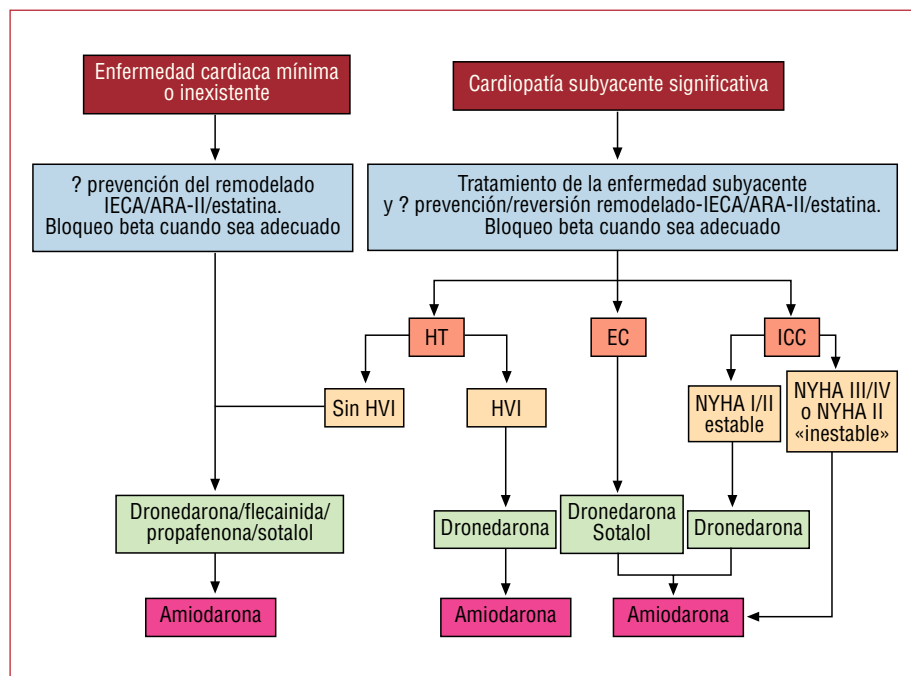 Enfermedad cardiaca mínima
o inexistente
Cardiopatía subyacente significativa
? prevención del remodelado
IECA/ARA-II/estatina.
Bloqueo beta cuando sea adecuado
Tratamiento de la enfermedad subyacente
y ? prevención/reversión remodelado-IECA/ARA-II/estatina.
Bloqueo beta cuando sea adecuado
HT
EC
ICC
Sin HVI
HVI
NYHA I/II
estable
NYHA III/IV
o NYHA II
«inestable»
Dronedarona/flecainida/
propafenona/sotalol
Dronedarona
Dronedarona
Sotalol
Dronedarona
Amiodarona
Amiodarona
Amiodarona